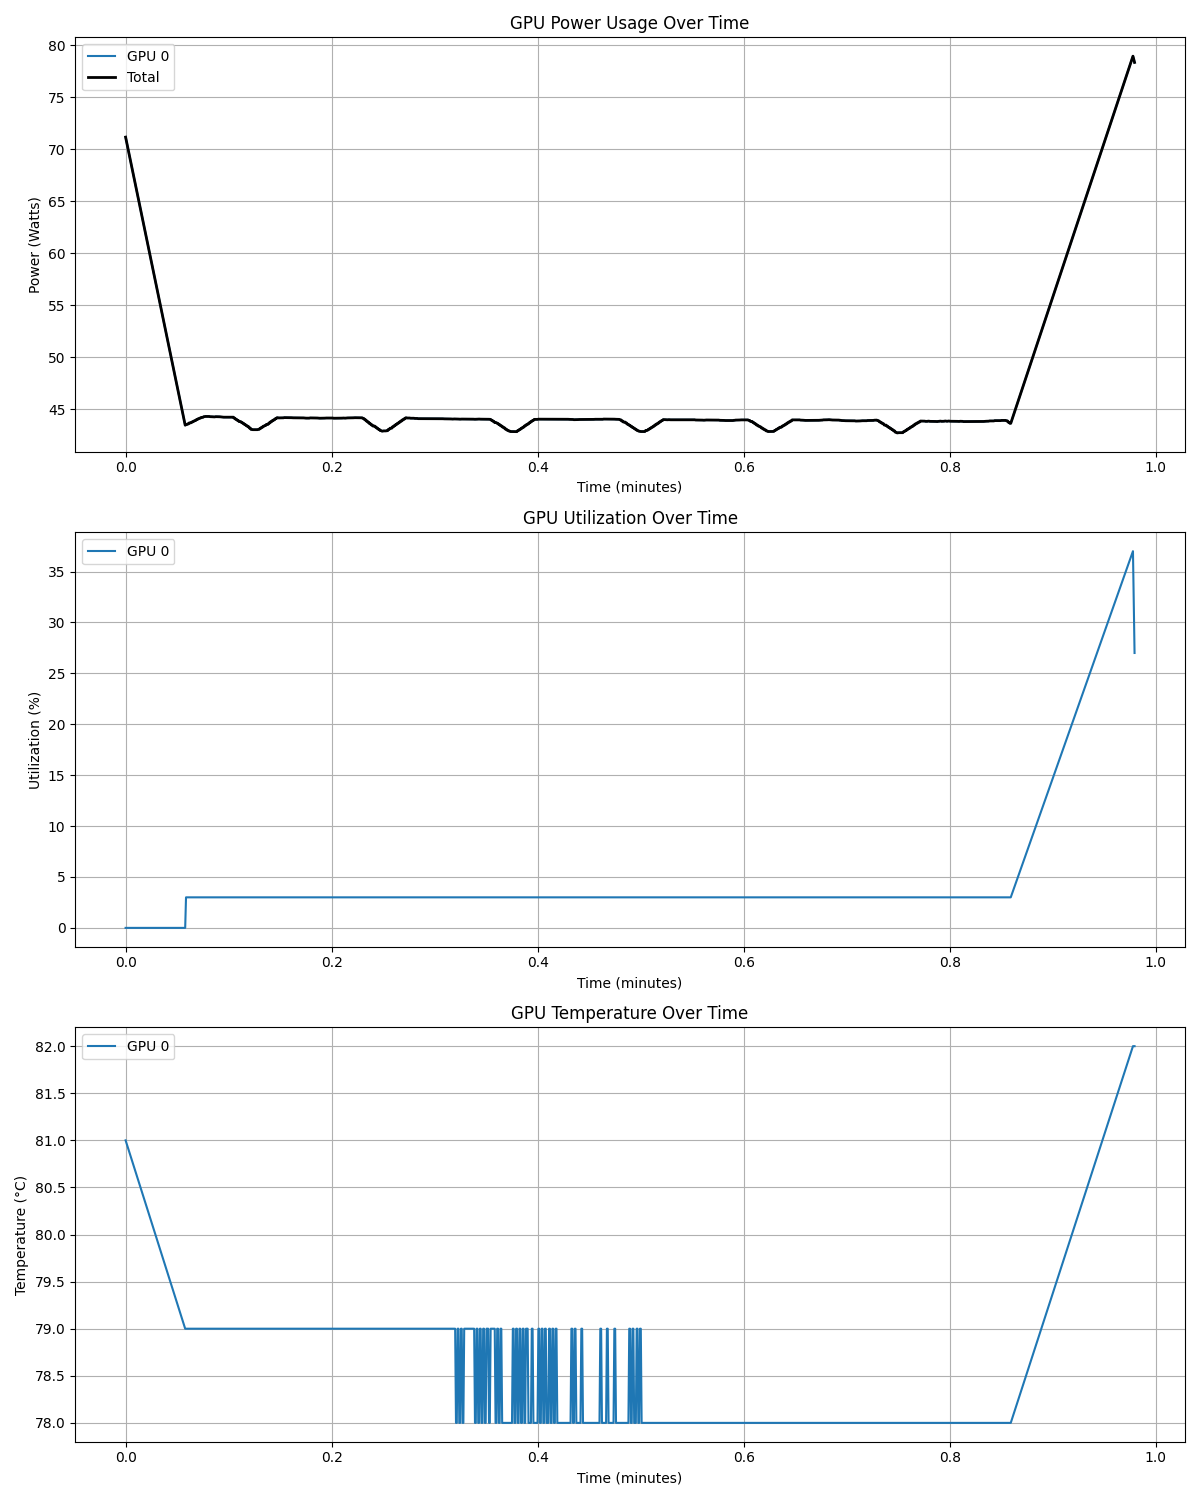 GPU Power Usage Over Time
GPU 0
Total
80
75
70
65
60
55
50
45
Power (Watts)
0.0 0.2 0.4 0.6 0.8 1.0
Time (minutes)
GPU Utilization Over Time
GPU 0
35
30
25
20
15
10
5
0
Utilization (%)
0.0 0.2 0.4 0.6 0.8 1.0
Time (minutes)
GPU Temperature Over Time
GPU 0
82.0
81.5
81.0
80.5
80.0
79.5
79.0
78.5
78.0
Temperature (°C)
0.0 0.2 0.4 0.6 0.8 1.0
Time (minutes)